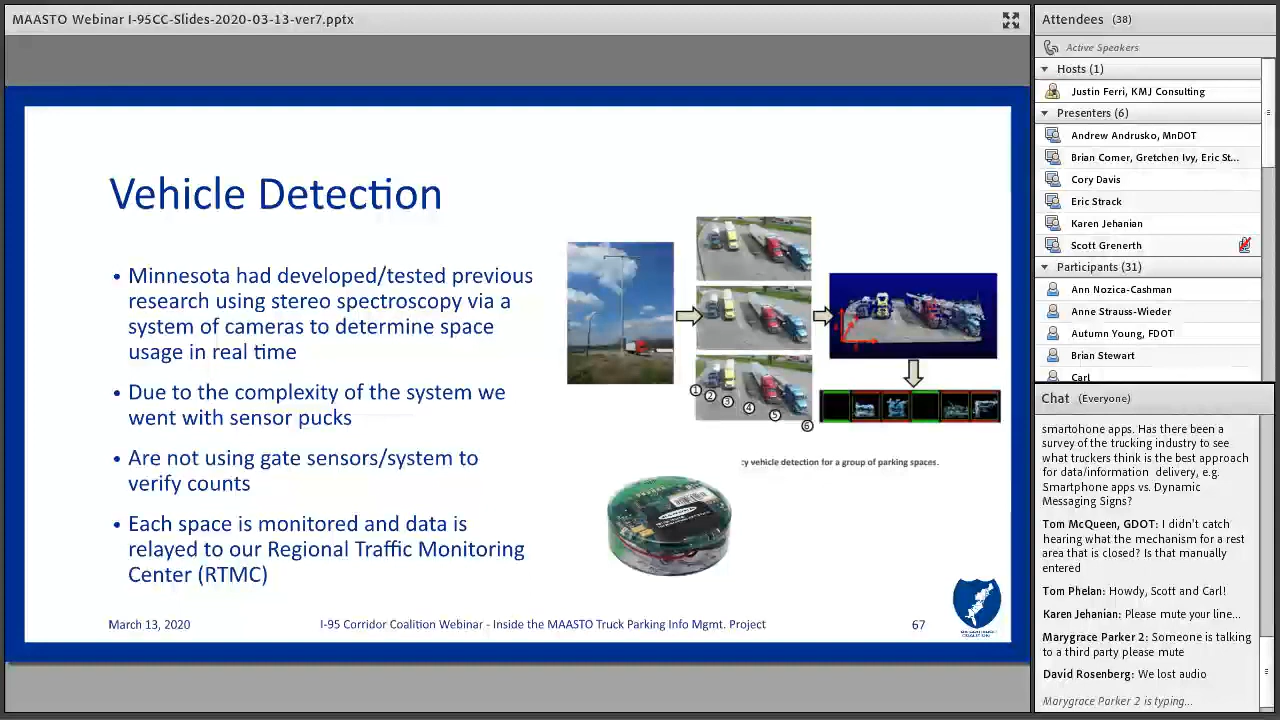 MAASTO Webinar I-95CC-Slides-2020-03-13-ver7.pptx
Vehicle Detection
• Minnesota had developed/tested previous
research using stereo spectroscopy via a
system of cameras to determine space
usage in real time
• Due to the complexity of the system we
went with sensor pucks
• Are not using gate sensors/system to
verify counts
• Each space is monitored and data is
relayed to our Regional Traffic Monitoring
Center (RTMC)
1
2
3
4
5
6
cy vehicle detection for a group of parking spaces.
March 13, 2020
I-95 Corridor Coalition Webinar - Inside the MAASTO Truck Parking Info Mgmt. Project
67
Attendees (38)
Active Speakers
Hosts (1)
Justin Ferri, KMJ Consulting
Presenters (6)
Andrew Andrusko, MnDOT
Brian Comer, Gretchen Ivy, Eric St...
Cory Davis
Eric Strack
Karen Jehanian
Scott Grenerth
Participants (31)
Ann Nozica-Cashman
Anne Strauss-Wieder
Autumn Young, FDOT
Brian Stewart
Carl
Chat (Everyone)
smartohone apps. Has there been a
survey of the trucking industry to see
what truckers think is the best approach
for data/information delivery, e.g.
Smartphone apps vs. Dynamic
Messaging Signs?
Tom McQueen, GDOT: I didn't catch
hearing what the mechanism for a rest
area that is closed? Is that manually
entered
Tom Phelan: Howdy, Scott and Carl!
Karen Jehanian: Please mute your line..
Marygrace Parker 2: someone is talking
to a third party please mute
David Rosenberg: We lost audio
Marygrace Parker 2 is typing...